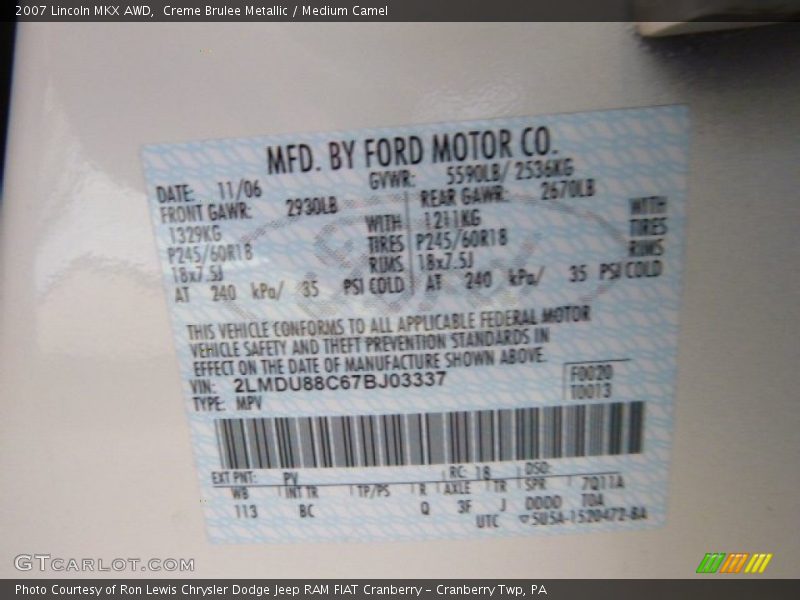 2007 Lincoln MKX AWD,  Creme Brulee Metallic / Medium Camel
MFD. BY FORD MOTOR CO.
DATE: 11/06 GVWR: 5590LB/ 2536KG
FRONT GAWR: 2930LB REAR GAWR: 2670LB
1329KG WITH 1211KG WITH
P245/60R18 TIRES P245/60R18 TIRES
18x7.5J RIMS 18x7.5J RIMS
AT 240 kPa/ 35 PSI COLD AT 240 kPa/ 35 PSI COLD
THIS VEHICLE CONFORMS TO ALL APPLICABLE FEDERAL MOTOR
VEHICLE SAFETY AND THEFT PREVENTION STANDARDS IN
EFFECT ON THE DATE OF MANUFACTURE SHOWN ABOVE.
VIN: 2LMDU88C67BJ03337 F0020
TYPE: MPV T0013
EXT PNT: PV RC: 18 DSO:
WB INT TR TP/PS R AXLE TR SPR 7Q11A
113 BC Q 3F J DDDD TOA
UTC 5U5A-1520472-BA
GTCarLot.com
Photo Courtesy of Ron Lewis Chrysler Dodge Jeep RAM FIAT Cranberry – Cranberry Twp, PA